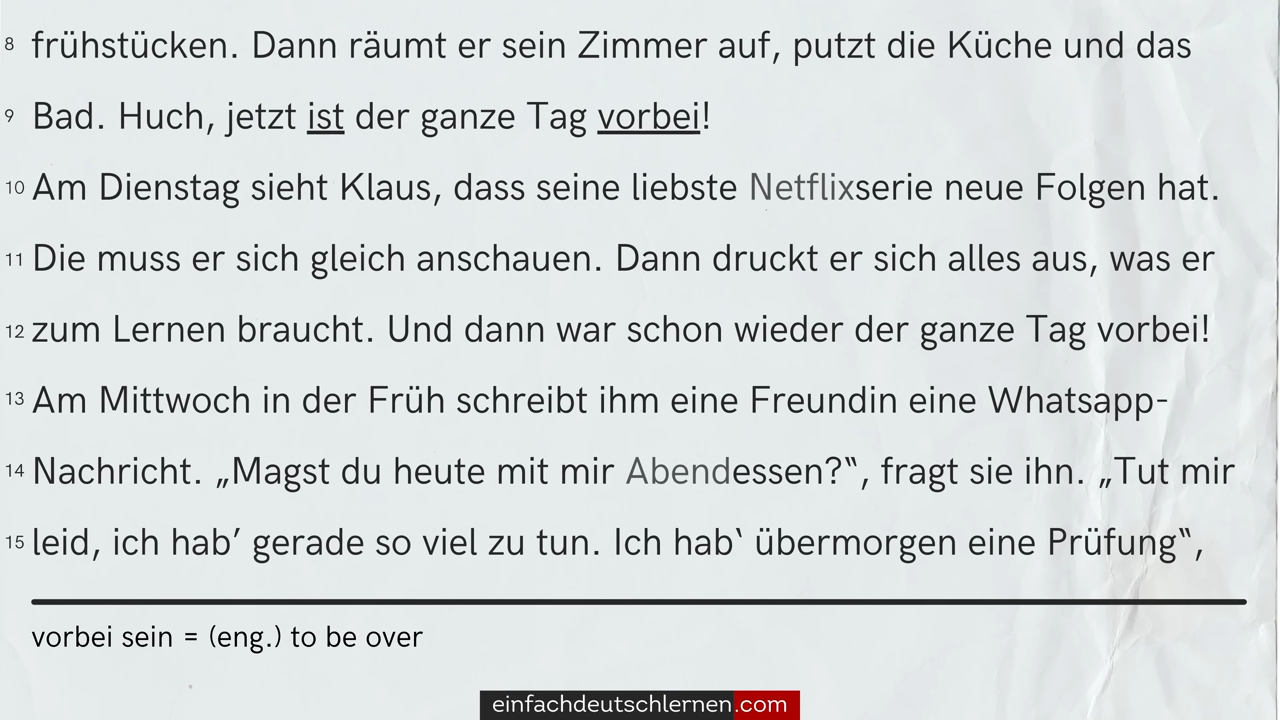 8 frühstücken. Dann räumt er sein Zimmer auf, putzt die Küche und das
9 Bad. Huch, jetzt ist der ganze Tag vorbei!
10 Am Dienstag sieht Klaus, dass seine liebste Netflixserie neue Folgen hat.
11 Die muss er sich gleich anschauen. Dann druckt er sich alles aus, was er
12 zum Lernen braucht. Und dann war schon wieder der ganze Tag vorbei!
13 Am Mittwoch in der Früh schreibt ihm eine Freundin eine Whatsapp-
14 Nachricht. „Magst du heute mit mir Abendessen?‟, fragt sie ihn. „Tut mir
15 leid, ich hab’ gerade so viel zu tun. Ich hab‛ übermorgen eine Prüfung‟,
vorbei sein = (eng.) to be over
einfachdeutschlernen.com